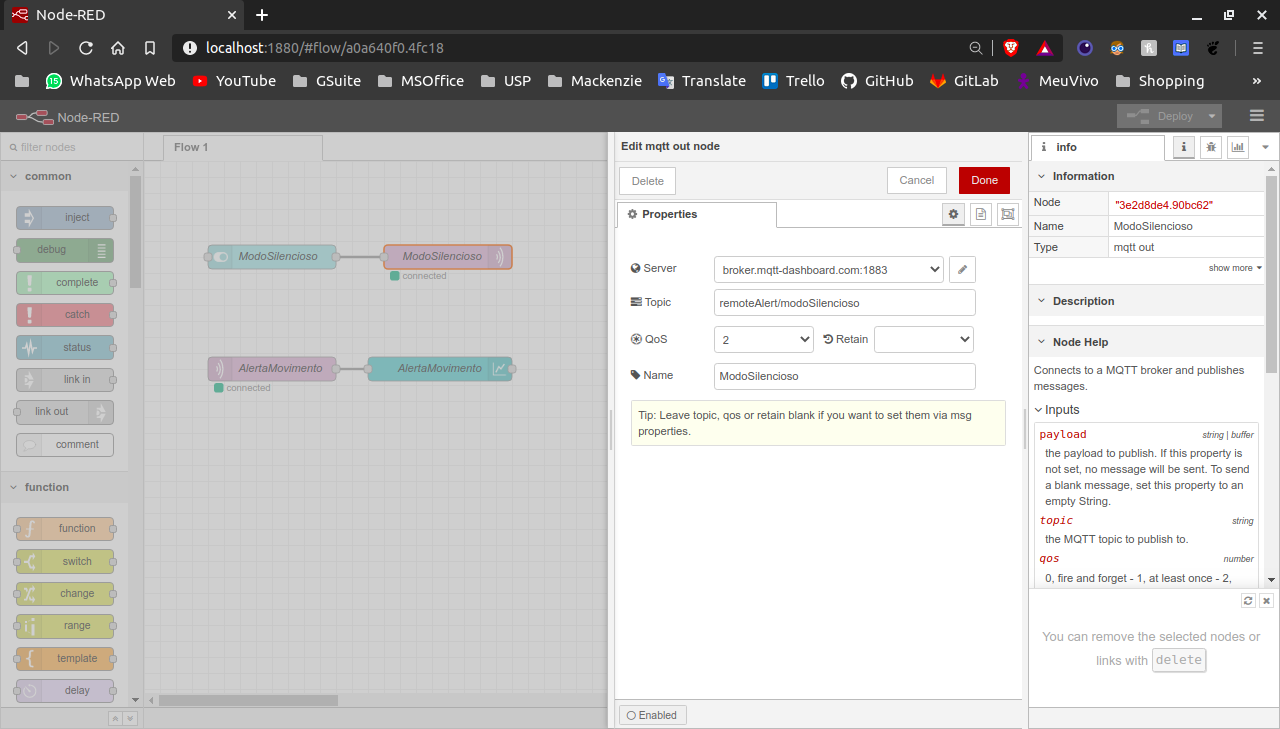 Node-RED
localhost:1880/#flow/a0a640f0.4fc18
15 WhatsApp Web YouTube GSuite MSOffice USP Mackenzie Translate Trello GitHub GitLab MeuVivo Shopping »
Node-RED Deploy
filter nodes
common
inject
debug
complete
catch
status
link in
link out
comment
function
function
switch
change
range
template
delay
Flow 1
ModoSilencioso ModoSilencioso
connected
AlertaMovimento AlertaMovimento
connected
Edit mqtt out node
Delete Cancel Done
Properties
Server broker.mqtt-dashboard.com:1883
Topic remoteAlert/modoSilencioso
QoS 2 Retain
Name ModoSilencioso
Tip: Leave topic, qos or retain blank if you want to set them via msg
properties.
Enabled
info
Information
Node "3e2d8de4.90bc62"
Name ModoSilencioso
Type mqtt out
show more
Description
Node Help
Connects to a MQTT broker and publishes
messages.
Inputs
payload string | buffer
the payload to publish. If this property is
not set, no message will be sent. To send
a blank message, set this property to an
empty String.
topic string
the MQTT topic to publish to.
qos number
0, fire and forget - 1, at least once - 2,
You can remove the selected nodes or
links with delete